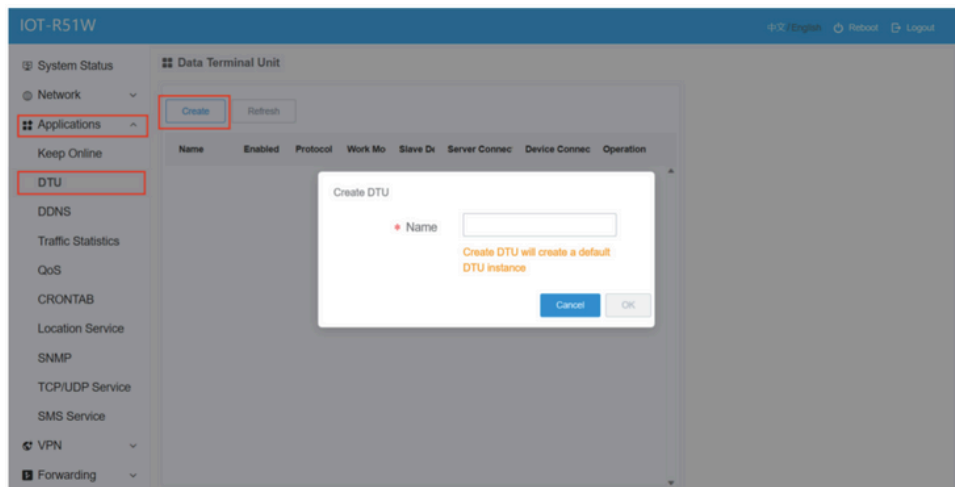 IOT-R51W
中文/English Reboot Logout
System Status
Data Terminal Unit
Network
Create Refresh
Applications
Name Enabled Protocol Work Mo Slave De Server Connec Device Connec Operation
Keep Online
DTU
Create DTU
* Name
DDNS
Traffic Statistics
Create DTU will create a default
DTU instance
QoS
CRONTAB
Cancel OK
Location Service
SNMP
TCP/UDP Service
SMS Service
VPN
Forwarding